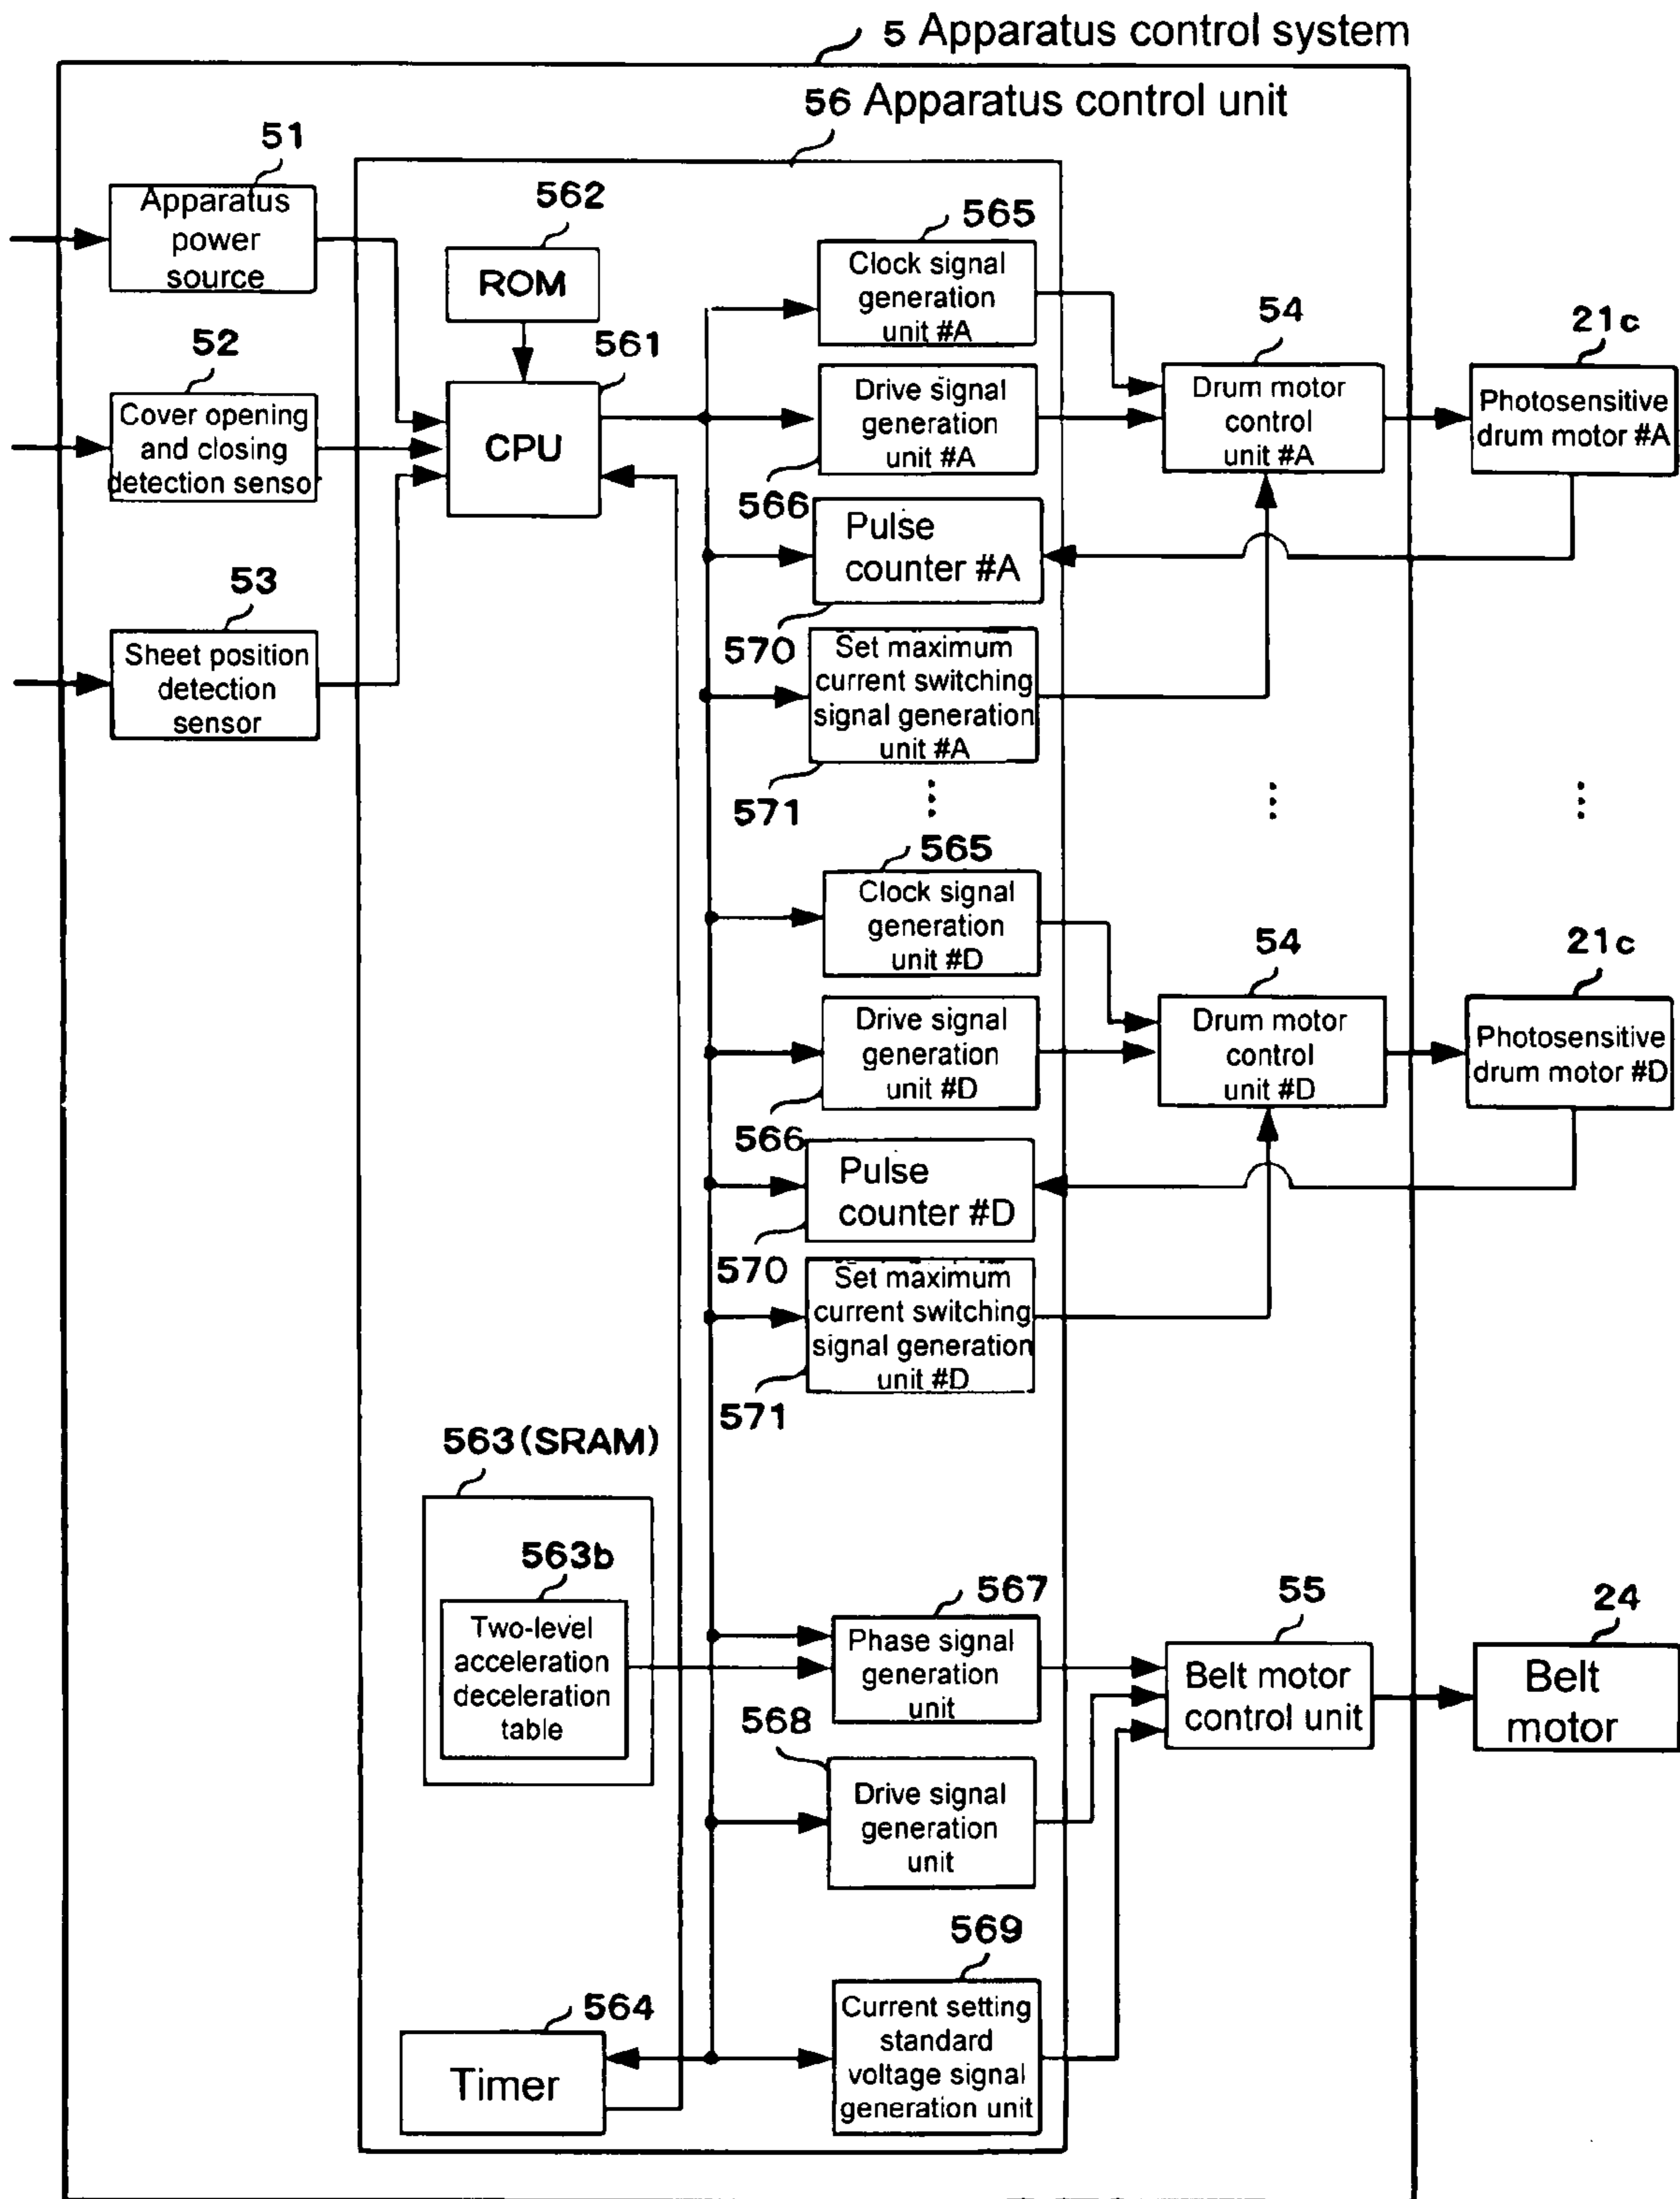 5 Apparatus control system
56 Apparatus control unit
51
Apparatus
power
source
52
Cover opening
and closing
detection sensor
53
Sheet position
detection
sensor
562
ROM
561
CPU
565
Clock signal
generation
unit #A
Drive signal
generation
unit #A
566
Pulse
counter #A
570
Set maximum
current switching
signal generation
unit #A
571
54
Drum motor
control
unit #A
21c
Photosensitive
drum motor #A
565
Clock signal
generation
unit #D
Drive signal
generation
unit #D
566
Pulse
counter #D
570
Set maximum
current switching
signal generation
unit #D
571
54
Drum motor
control
unit #D
21c
Photosensitive
drum motor #D
563(SRAM)
563b
Two-level
acceleration
deceleration
table
567
Phase signal
generation
unit
568
Drive signal
generation
unit
569
Current setting
standard
voltage signal
generation unit
55
Belt motor
control unit
24
Belt
motor
564
Timer